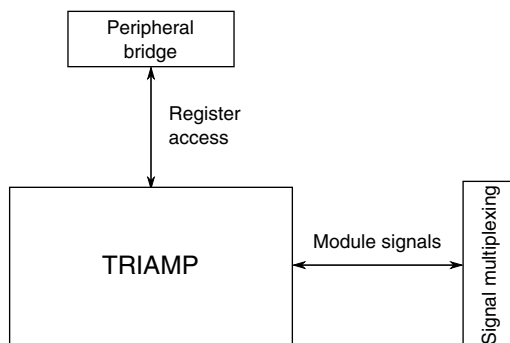 Peripheral
bridge
Register
access
TRIAMP
Module signals
Signal multiplexing